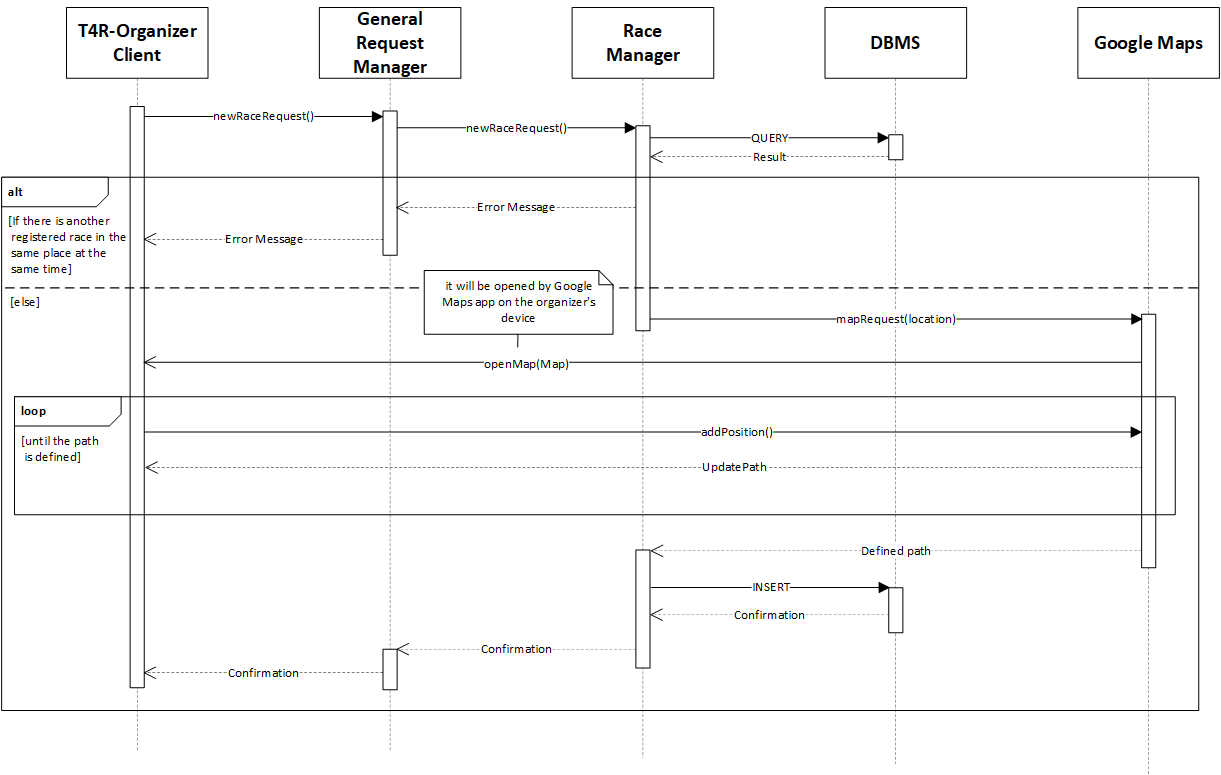 T4R-Organizer
Client
General
Request
Manager
Race
Manager
DBMS
Google Maps
newRaceRequest()
newRaceRequest()
QUERY
Result
alt
[If there is another
registered race in the
same place at the
same time]
Error Message
Error Message
[else]
it will be opened by Google
Maps app on the organizer's
device
mapRequest(location)
openMap(Map)
loop
[until the path
is defined]
addPosition()
UpdatePath
Defined path
INSERT
Confirmation
Confirmation
Confirmation